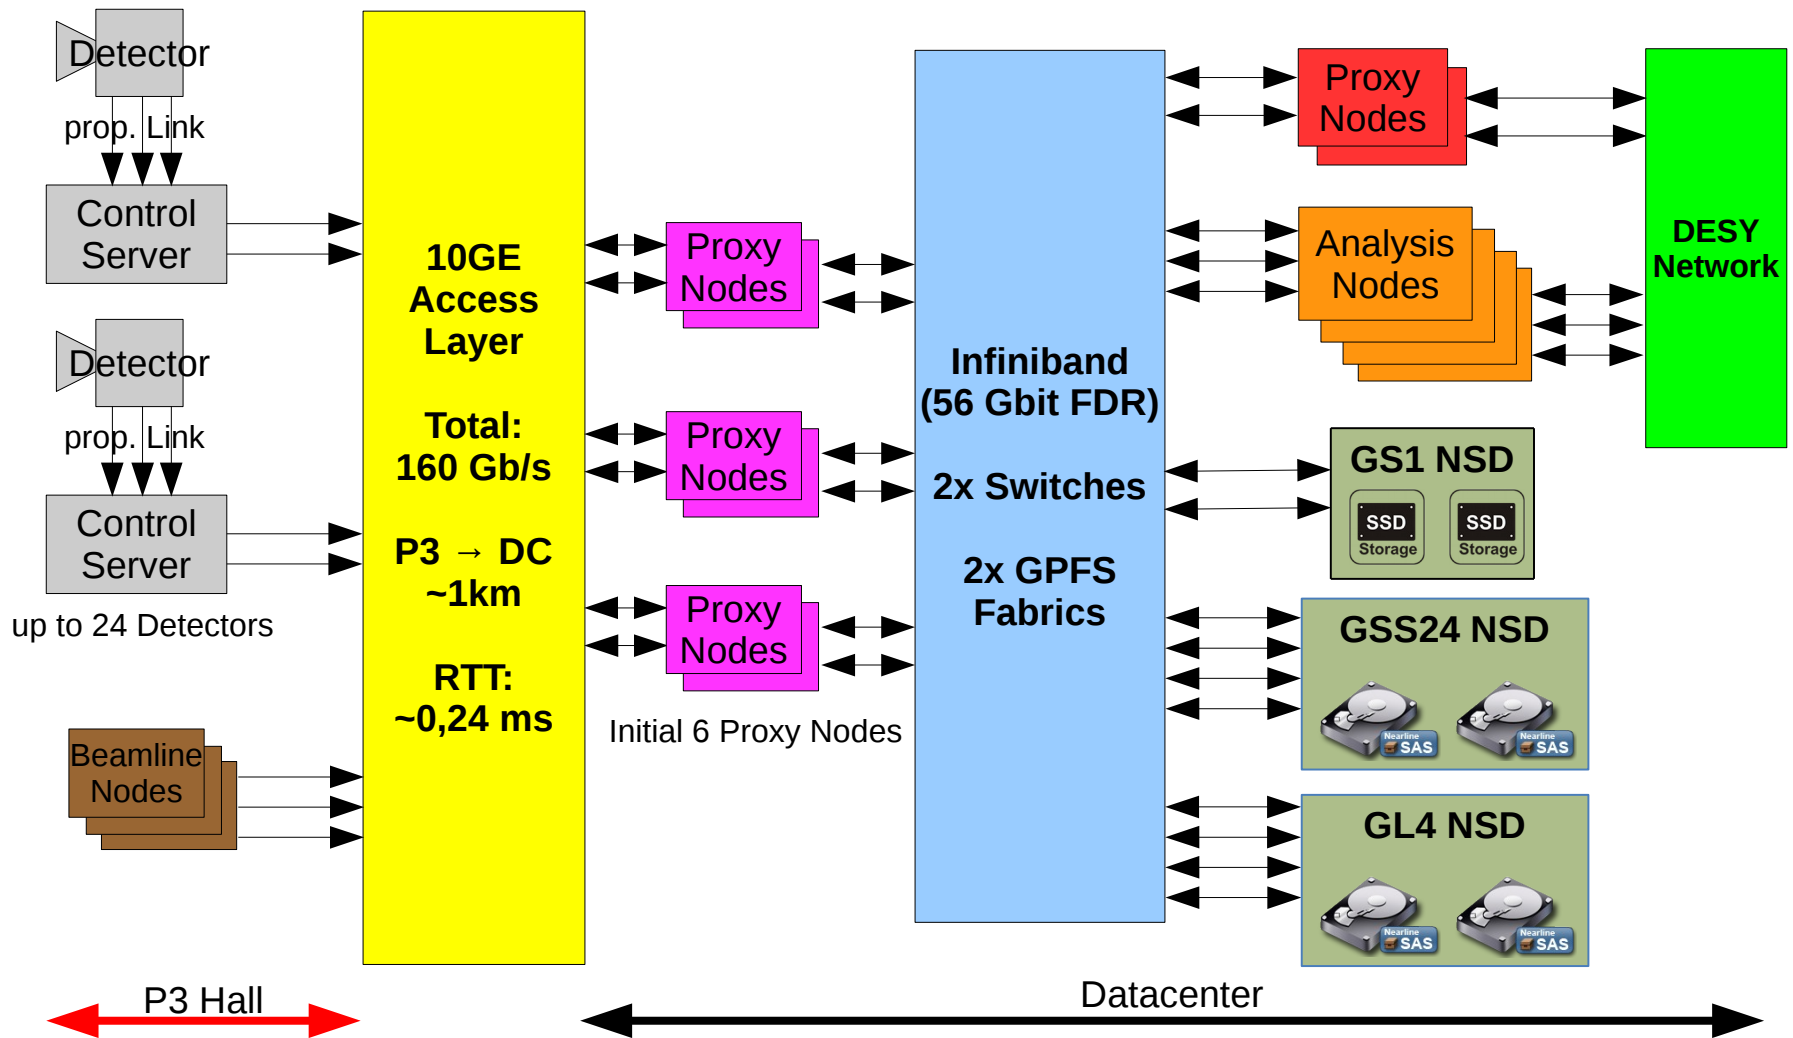 Detector
prop. Link
Control
Server
Detector
prop. Link
Control
Server
up to 24 Detectors
Beamline
Nodes
P3 Hall
10GE
Access
Layer
Total:
160 Gb/s
P3 → DC
~1km
RTT:
~0,24 ms
Proxy
Nodes
Proxy
Nodes
Proxy
Nodes
Initial 6 Proxy Nodes
Infiniband
(56 Gbit FDR)
2x Switches
2x GPFS
Fabrics
Proxy
Nodes
Analysis
Nodes
DESY
Network
GS1 NSD
SSD
Storage
SSD
Storage
GSS24 NSD
Nearline
SAS
Nearline
SAS
GL4 NSD
Nearline
SAS
Nearline
SAS
Datacenter